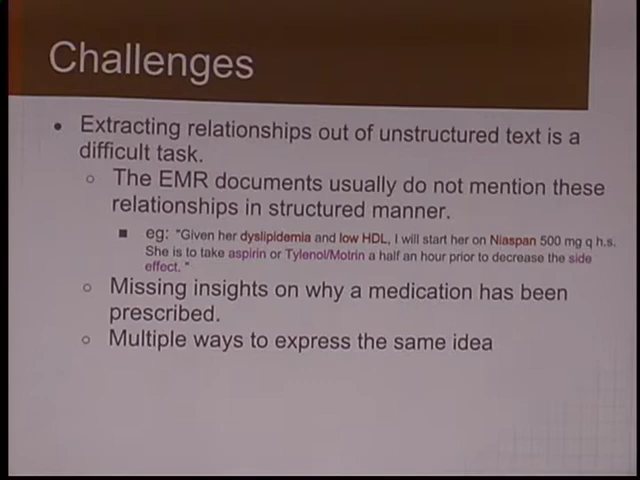 Challenges
• Extracting relationships out of unstructured text is a
difficult task.
○ The EMR documents usually do not mention these
relationships in structured manner.
■ eg: "Given her dyslipidemia and low HDL, I will start her on Niaspan 500 mg q h.s.
She is to take aspirin or Tylenol/Motrin a half an hour prior to decrease the side
effect. "
○ Missing insights on why a medication has been
prescribed.
○ Multiple ways to express the same idea